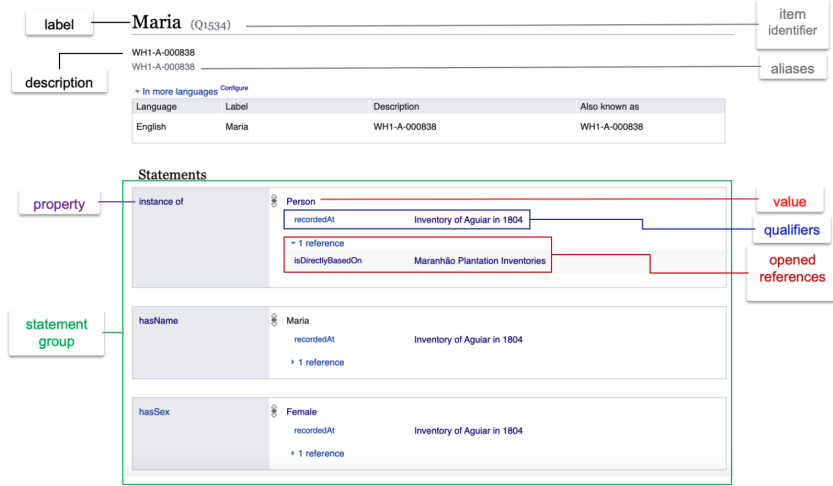 label
Maria (Q1534)
item
identifier
WH1-A-000838
WH1-A-000838
aliases
description
In more languages Configure
Language Label Description Also known as
English Maria WH1-A-000838 WH1-A-000838
Statements
property
instance of
Person
value
recordedAt Inventory of Aguiar in 1804
qualifiers
1 reference
isDirectlyBasedOn Maranhão Plantation Inventories
opened
references
statement
group
hasName
Maria
recordedAt Inventory of Aguiar in 1804
1 reference
hasSex
Female
recordedAt Inventory of Aguiar in 1804
1 reference